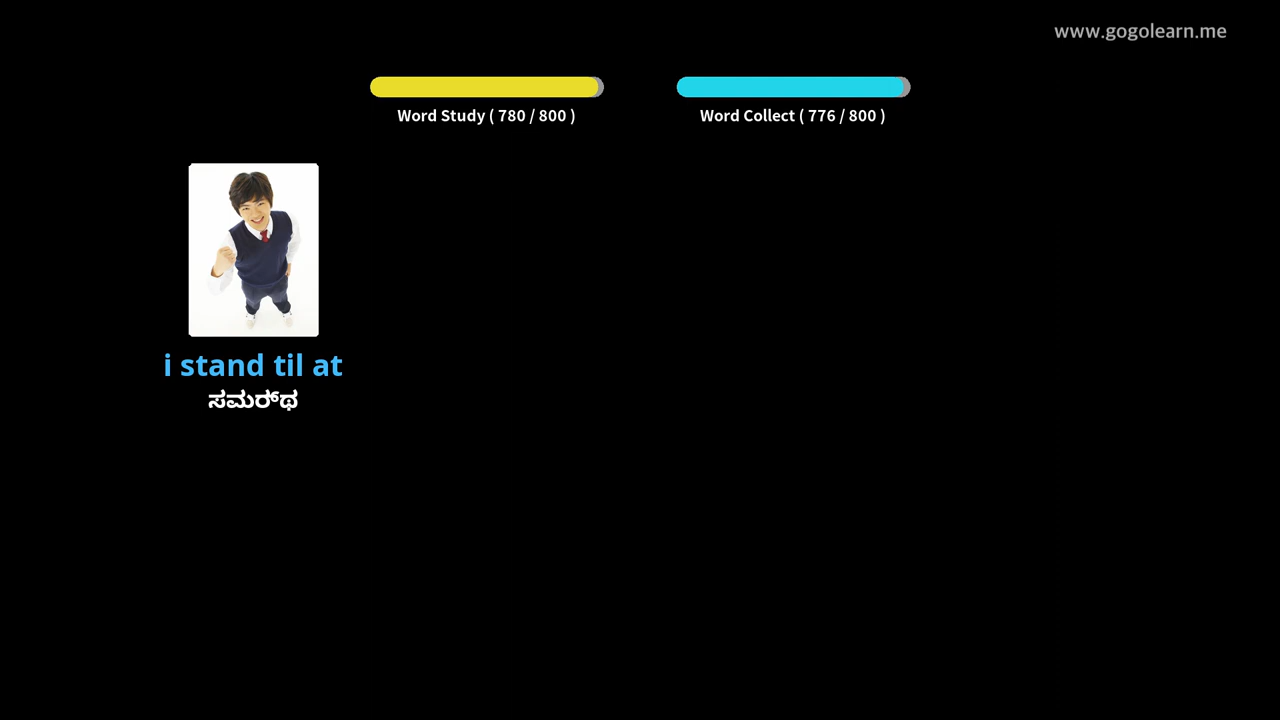 www.gogolearn.me
Word Study ( 780 / 800 )
Word Collect ( 776 / 800 )
i stand til at
ಸಮರ್‍ಥ